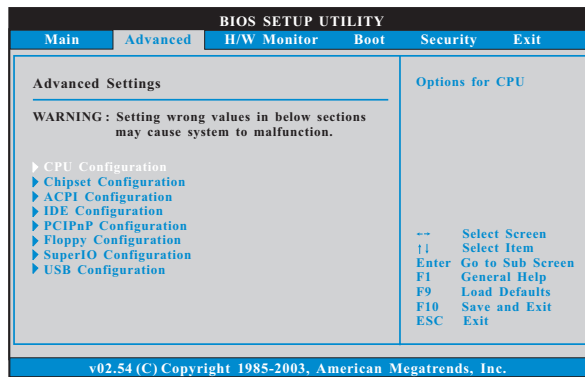 BIOS SETUP UTILITY
Main Advanced H/W Monitor Boot Security Exit
Advanced Settings
WARNING : Setting wrong values in below sections
may cause system to malfunction.
CPU Configuration
Chipset Configuration
ACPI Configuration
IDE Configuration
PCIPnP Configuration
Floppy Configuration
SuperIO Configuration
USB Configuration
Options for CPU
←→ Select Screen
↑↓ Select Item
Enter Go to Sub Screen
F1 General Help
F9 Load Defaults
F10 Save and Exit
ESC Exit
v02.54 (C) Copyright 1985-2003, American Megatrends, Inc.